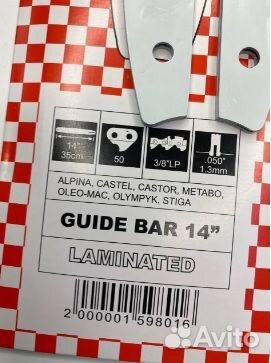 14"
35cm
50
3/8"LP
.050"
1.3mm
ALPINA, CASTEL, CASTOR, METABO,
OLEO-MAC, OLYMPYK, STIGA
GUIDE BAR 14"
LAMINATED
2 000001 598016
Avito